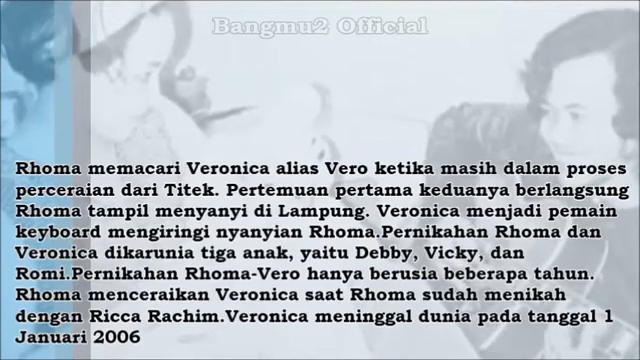 Bangmu2 Official
Rhoma memacari Veronica alias Vero ketika masih dalam proses
perceraian dari Titek. Pertemuan pertama keduanya berlangsung
Rhoma tampil menyanyi di Lampung. Veronica menjadi pemain
keyboard mengiringi nyanyian Rhoma.Pernikahan Rhoma dan
Veronica dikarunia tiga anak, yaitu Debby, Vicky, dan
Romi.Pernikahan Rhoma-Vero hanya berusia beberapa tahun.
Rhoma menceraikan Veronica saat Rhoma sudah menikah
dengan Ricca Rachim.Veronica meninggal dunia pada tanggal 1
Januari 2006